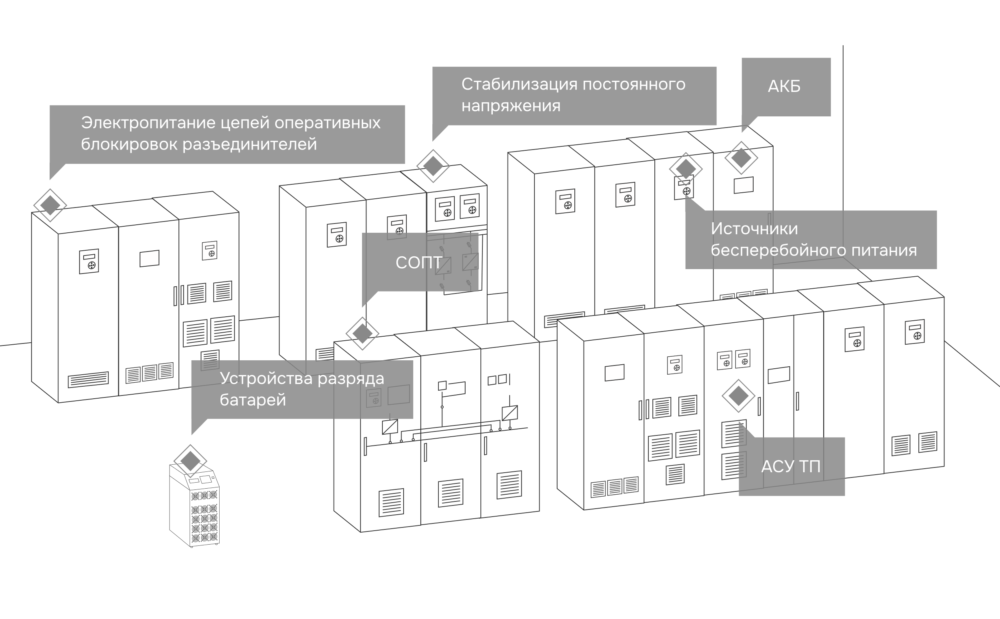 АКБ
Стабилизация постоянного
напряжения
Электропитание цепей оперативных
блокировок разъединителей
Источники
бесперебойного питания
СОПТ
Устройства разряда
батарей
АСУ ТП